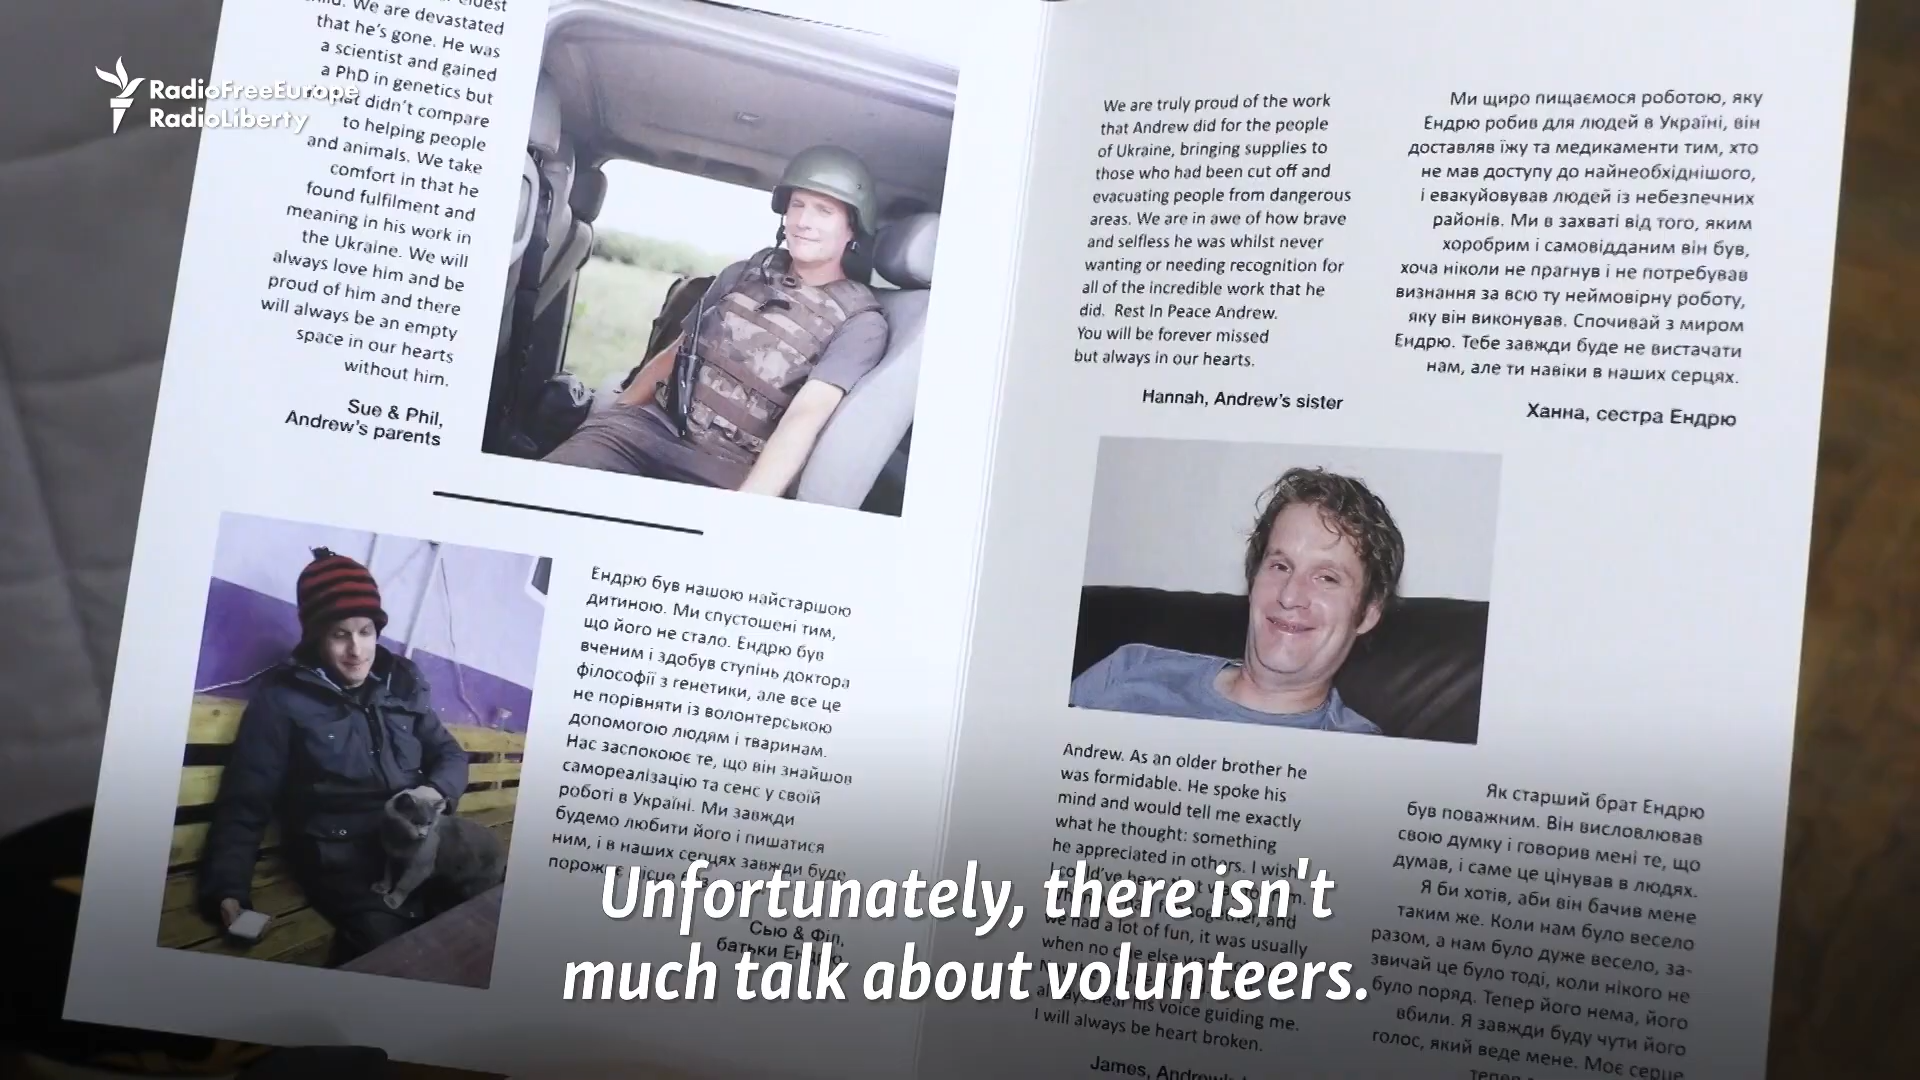 RadioFreeEurope
RadioLiberty
We are devastated
that he's gone. He was
a scientist and gained
a PhD in genetics but
that didn't compare
to helping people
and animals. We take
comfort in that he
found fulfilment and
meaning in his work in
the Ukraine. We will
always love him and be
proud of him and there
will always be an empty
space in our hearts
without him.
Sue & Phil,
Andrew's parents
Ендрю був нашою найстаршою
дитиною. Ми спустошені тим,
що його не стало. Ендрю був
вченим і здобув ступінь доктора
філософії з генетики, але все це
не порівняти із волонтерською
допомогою людям і тваринам.
Нас заспокоює те, що він знайшов
самореалізацію та сенс у своїй
роботі в Україні. Ми завжди
будемо любити його і пишатися
ним, і в наших серцях завжди буде
Сью & Філ,
батьки Ендрю
We are truly proud of the work
that Andrew did for the people
of Ukraine, bringing supplies to
those who had been cut off and
evacuating people from dangerous
areas. We are in awe of how brave
and selfless he was whilst never
wanting or needing recognition for
all of the incredible work that he
did. Rest In Peace Andrew.
You will be forever missed
but always in our hearts.
Hannah, Andrew's sister
Ми щиро пищаємося роботою, яку
Ендрю робив для людей в Україні, він
доставляв їжу та медикаменти тим, хто
не мав доступу до найнеобхіднішого,
і евакуйовував людей із небезпечних
районів. Ми в захваті від того, яким
хоробрим і самовідданим він був,
хоча ніколи не прагнув і не потребував
визнання за всю ту неймовірну роботу,
яку він виконував. Спочивай з миром
Ендрю. Тебе завжди буде не вистачати
нам, але ти навіки в наших серцях.
Ханна, сестра Ендрю
Andrew. As an older brother he
was formidable. He spoke his
mind and would tell me exactly
what he thought: something
he appreciated in others. I wish
we had a lot of fun, it was usually
when no one else was
his voice guiding me.
I will always be heart broken.
James,
Як старший брат Ендрю
був поважним. Він висловлював
свою думку і говорив мені те, що
думав, і саме це цінував в людях.
Я би хотів, аби він бачив мене
таким же. Коли нам було весело
разом, а нам було дуже весело, за-
звичай це було тоді, коли нікого не
було поряд. Тепер його нема, його
вбили. Я завжди буду чути його
голос, який веде мене. Моє серце
Unfortunately, there isn't
much talk about volunteers.